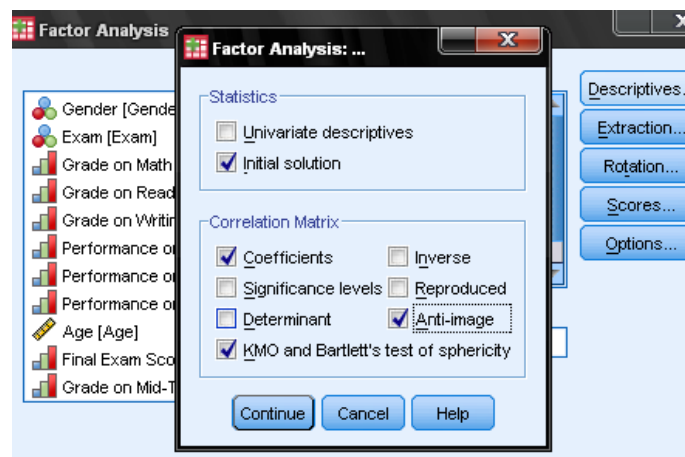 Factor Analysis
Factor Analysis: ...
X
Statistics
Univariate descriptives
Initial solution
Correlation Matrix
Coefficients
Inverse
Significance levels
Reproduced
Determinant
Anti-image
KMO and Bartlett's test of sphericity
Continue
Cancel
Help
Gender [Gende
Exam [Exam]
Grade on Math
Grade on Read
Grade on Writin
Performance o
Performance o
Performance o
Age [Age]
Final Exam Sco
Grade on Mid-T
Descriptives.
Extraction...
Rotation...
Scores...
Options...